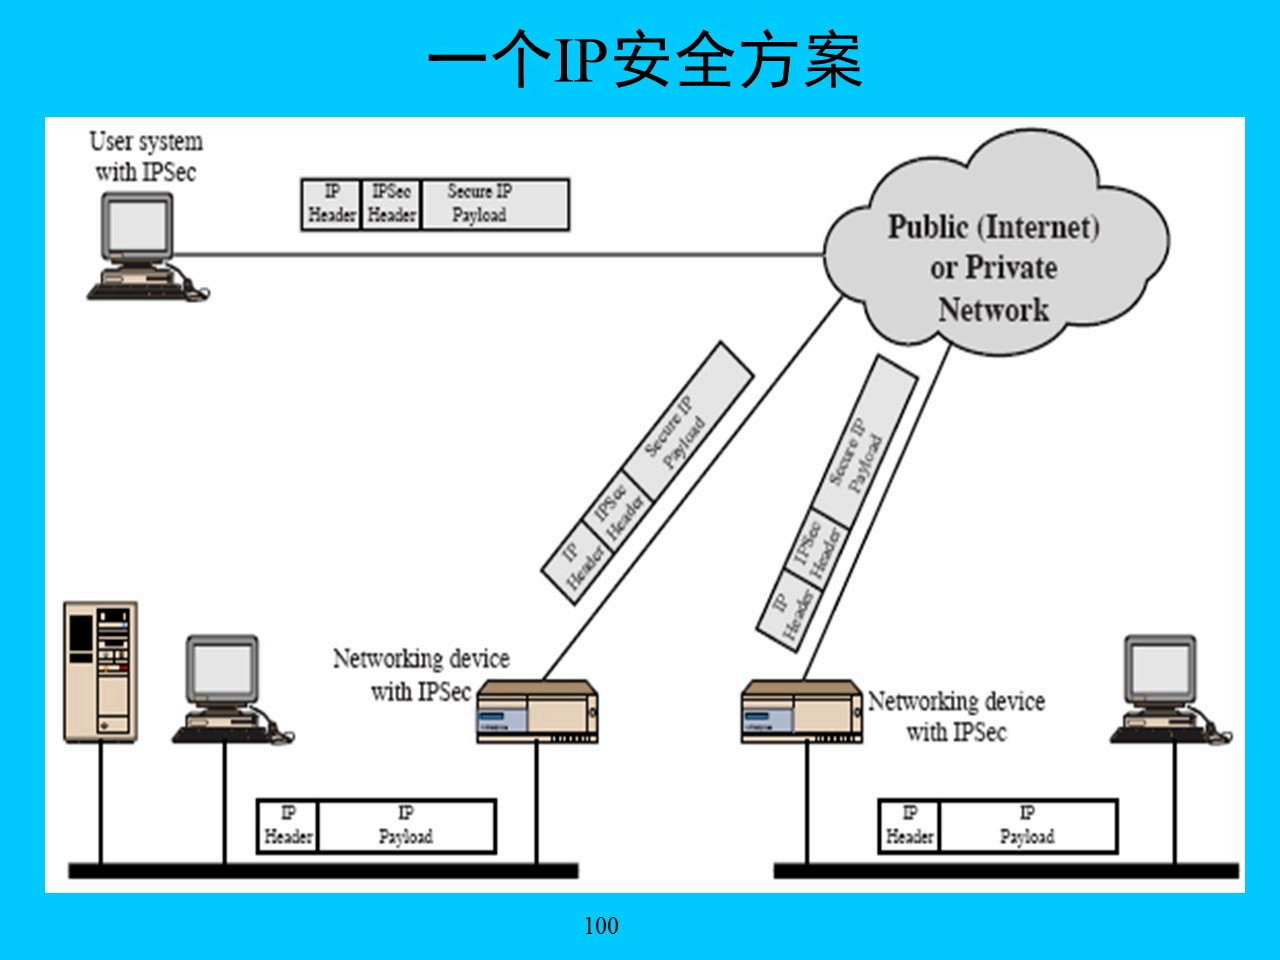 一个IP安全方案
User system
with IPSec
IP
Header
IPSec
Header
Secure IP
Payload
Public (Internet)
or Private
Network
Secure IP
Payload
IPSec
Header
IP
Header
Secure IP
Payload
IPSec
Header
IP
Header
Networking device
with IPSec
Networking device
with IPSec
IP
Header
IP
Payload
IP
Header
IP
Payload
100